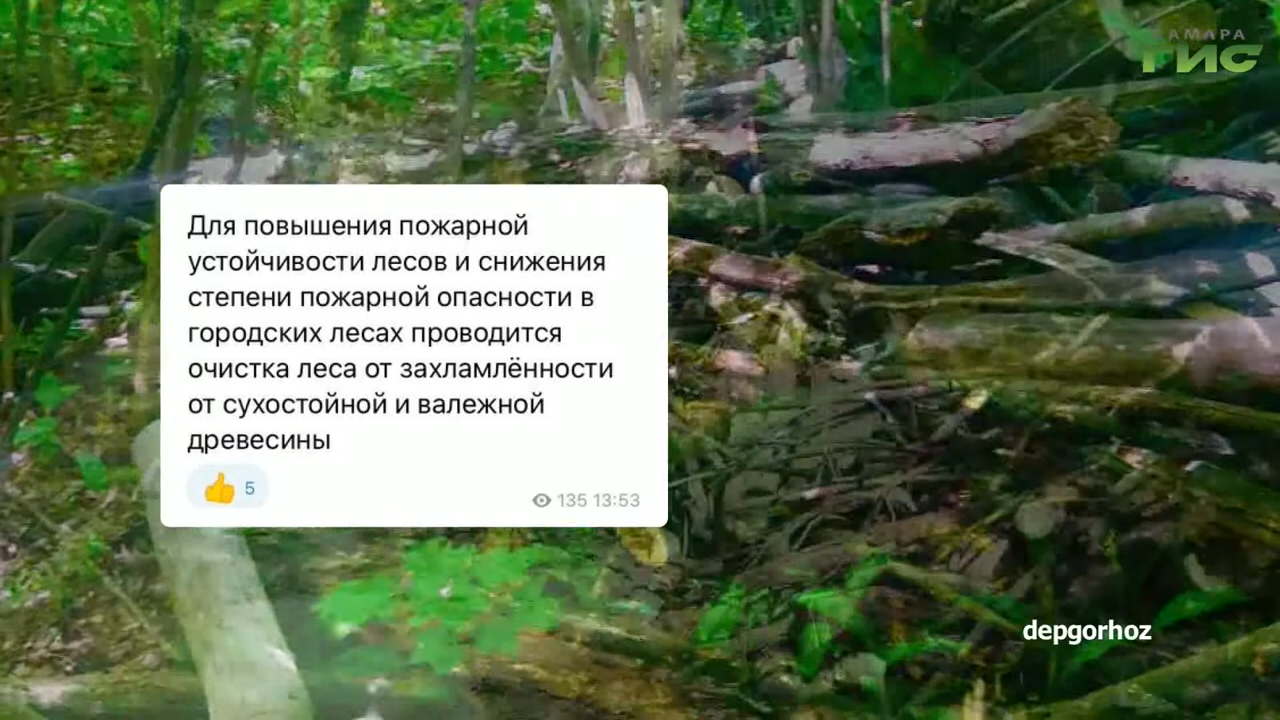 САМАРА
ГИС
Для повышения пожарной
устойчивости лесов и снижения
степени пожарной опасности в
городских лесах проводится
очистка леса от захламлённости
от сухостойной и валежной
древесины
👍 5
135 13:53
depgorhoz